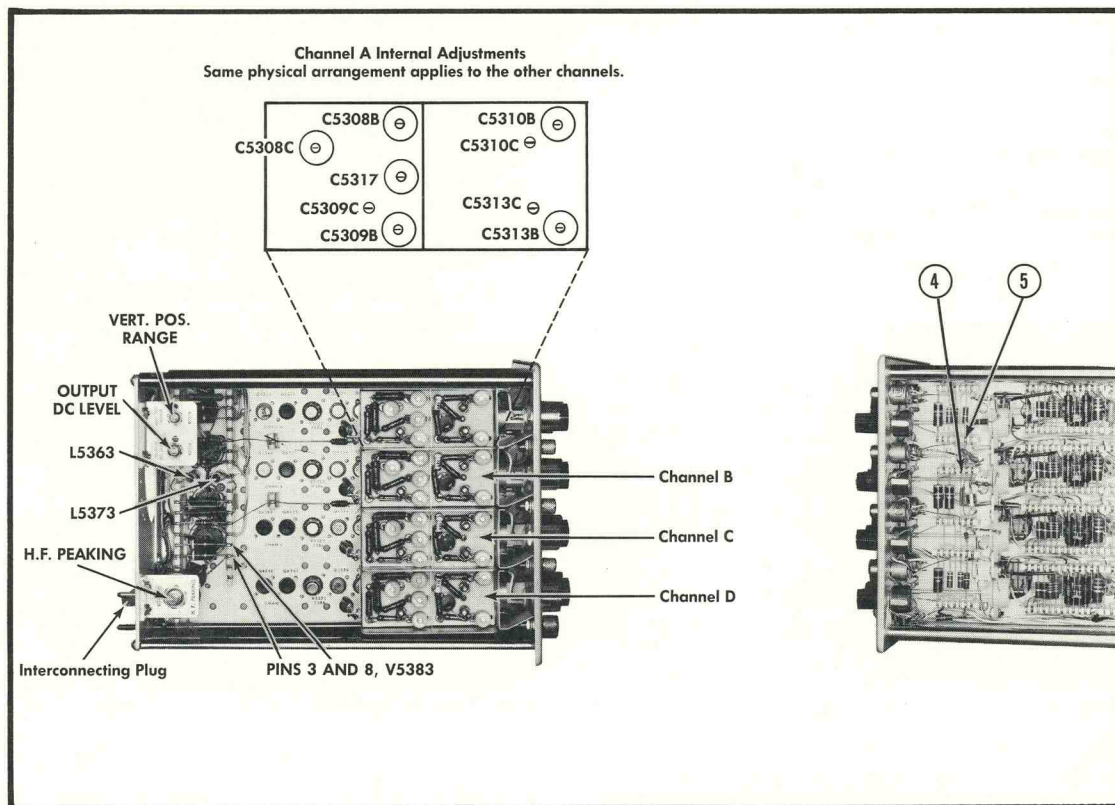 Channel A Internal Adjustments
Same physical arrangement applies to the other channels.
C5308B
C5310B
C5308C
C5310C
C5317
C5309C
C5313C
C5309B
C5313B
4
5
VERT. POS.
RANGE
OUTPUT
DC LEVEL
L5363
L5373
H.F. PEAKING
Channel B
Channel C
Channel D
Interconnecting Plug
PINS 3 AND 8, V5383